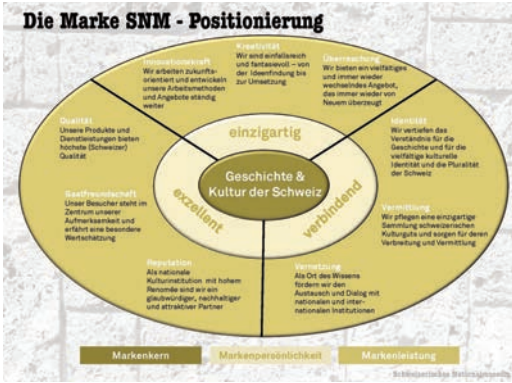 Die Marke SNM - Positionierung
Innovationskraft
Wir arbeiten zukunfts-
orientiert und entwickeln
unsere Arbeitsmethoden
und Angebote ständig
weiter
Kreativität
Wir sind einfallsreich
und fantasievoll – von
der Ideenfindung bis
zur Umsetzung
Überraschung
Wir bieten ein vielfältiges
und immer wieder
wechselndes Angebot,
das immer wieder von
Neuem überzeugt
Qualität
Unsere Produkte und
Dienstleistungen bieten
höchste (Schweizer)
Qualität
Identität
Wir vertiefen das
Verständnis für die
Geschichte und für die
vielfältige kulturelle
Identität und die Pluralität
der Schweiz
einzigartig
Geschichte &
Kultur der Schweiz
exzellent
verbindend
Gastfreundschaft
Unser Besucher steht im
Zentrum unserer
Aufmerksamkeit und
erfährt eine besondere
Wertschätzung
Vermittlung
Wir pflegen eine einzigartige
Sammlung schweizerischen
Kulturguts und sorgen für deren
Verbreitung und Vermittlung
Reputation
Als nationale
Kulturinstitution mit hohem
Renomée sind wir ein
glaubwürdiger, nachhaltiger
und attraktiver Partner
Vernetzung
Als Ort des Wissens
fördern wir den
Austausch und Dialog mit
nationalen und inter-
nationalen Institutionen
Markenkern
Markenpersönlichkeit
Markenleistung
Schweizerisches Nationalmuseum